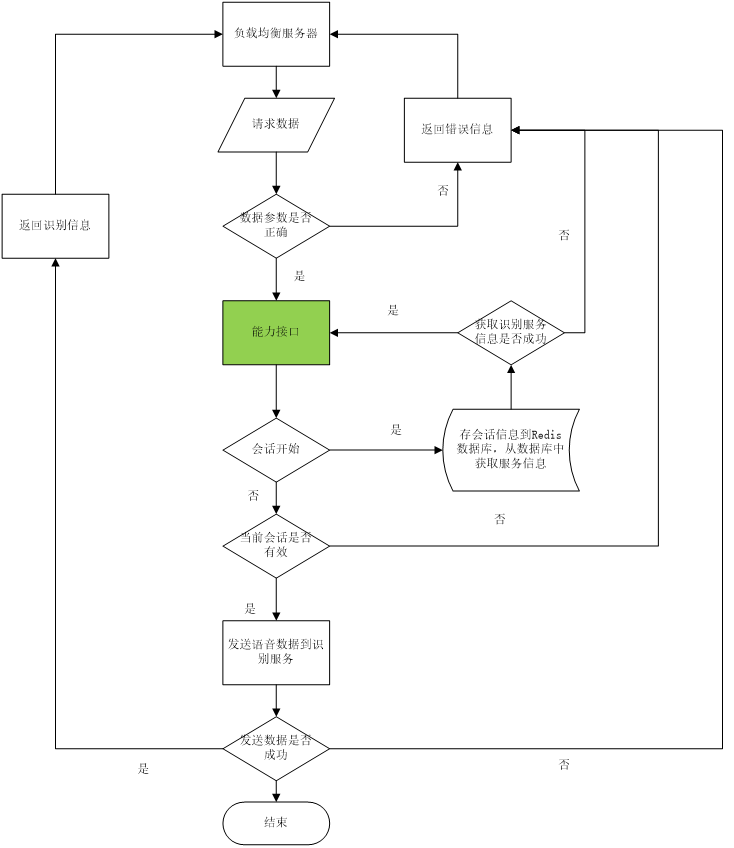 负载均衡服务器
请求数据
返回错误信息
否
返回识别信息
数据参数是否
正确
否
是
是
能力接口
获取识别服务
信息是否成功
是
会话开始
存会话信息到Redis
数据库，从数据库中
获取服务信息
否
否
当前会话是否
有效
是
发送语音数据到识
别服务
发送数据是否
成功
是
否
结束